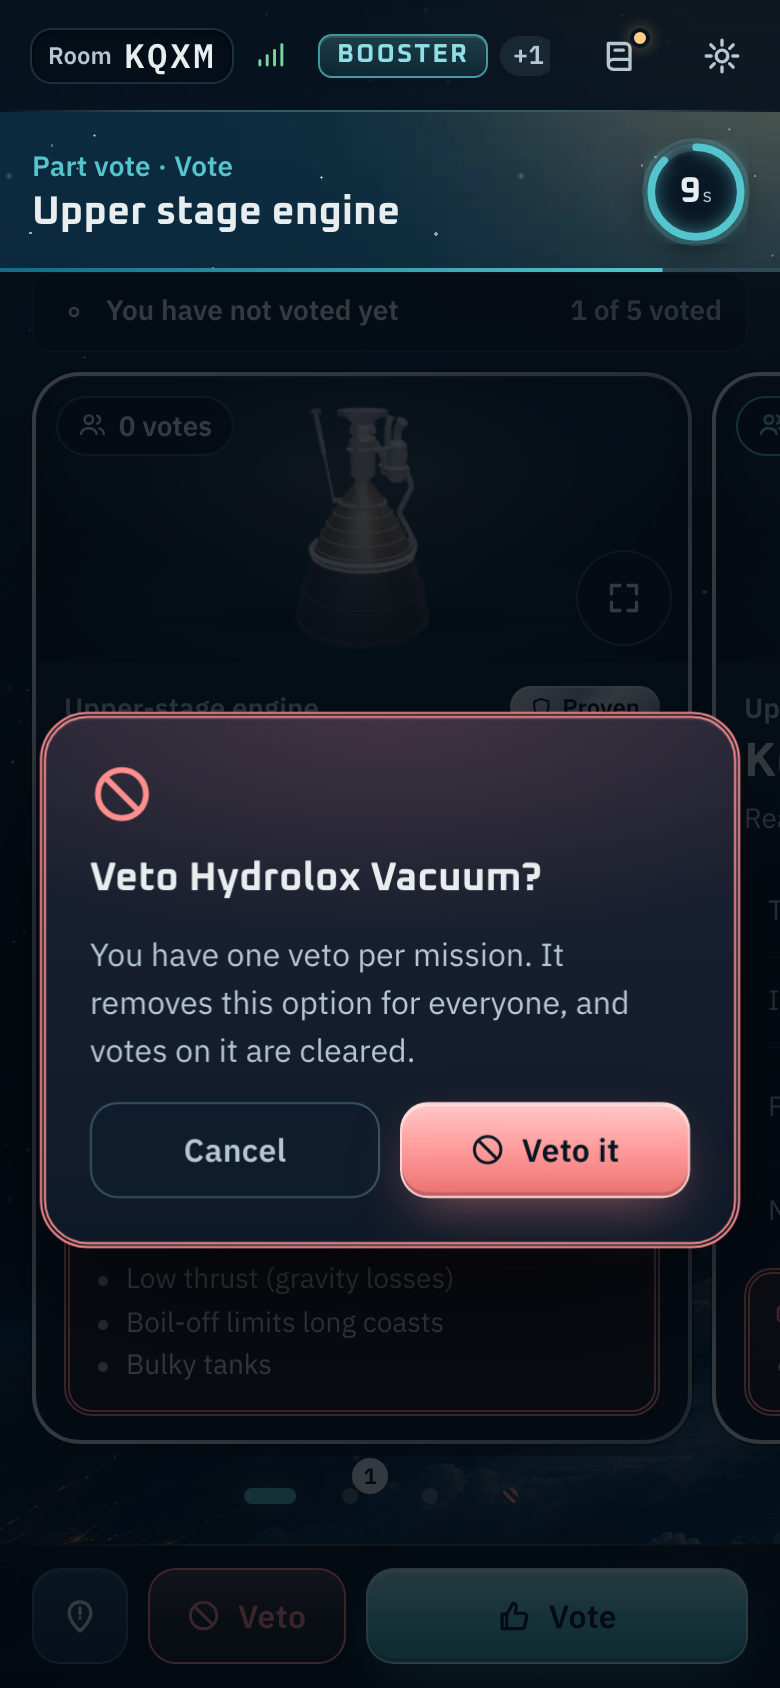 Room KQXM BOOSTER +1
Part vote · Vote
Upper stage engine
9s
You have not voted yet 1 of 5 voted
0 votes
Upper-stage engine Proven
Veto Hydrolox Vacuum?
You have one veto per mission. It
removes this option for everyone, and
votes on it are cleared.
Cancel Veto it
Low thrust (gravity losses)
Boil-off limits long coasts
Bulky tanks
1
Veto Vote